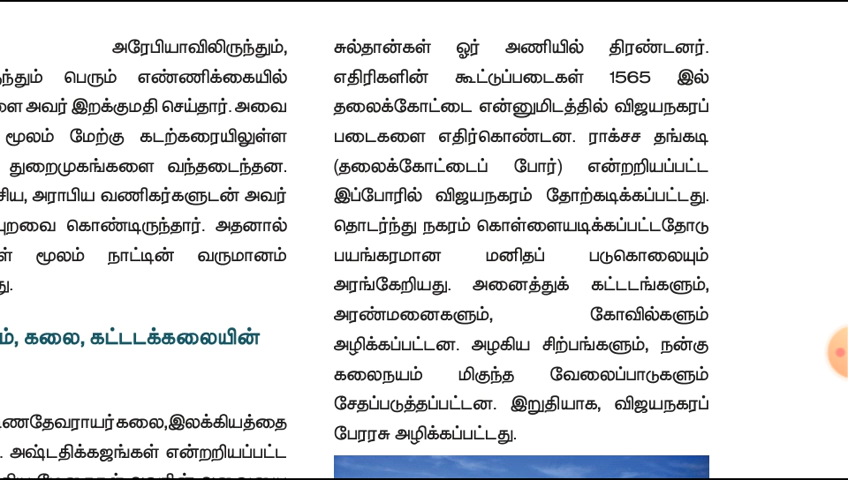 அரேபியாவிலிருந்தும்,
பெரும் எண்ணிக்கையில்
அவர் இறக்குமதி செய்தார். அவை
மூலம் மேற்கு கடற்கரையிலுள்ள
துறைமுகங்களை வந்தடைந்தன.
அராபிய வணிகர்களுடன் அவர்
கொண்டிருந்தார். அதனால்
மூலம் நாட்டின் வருமானம்
கலை, கட்டடக்கலையின்
கலை,இலக்கியத்தை
அஷ்டதிக்கஜங்கள் என்றறியப்பட்ட
சுல்தான்கள் ஓர் அணியில் திரண்டனர்.
எதிரிகளின் கூட்டுப்படைகள் 1565 இல்
தலைக்கோட்டை என்னுமிடத்தில் விஜயநகரப்
படைகளை எதிர்கொண்டன. ராக்சச தங்கடி
(தலைக்கோட்டைப் போர்) என்றறியப்பட்ட
இப்போரில் விஜயநகரம் தோற்கடிக்கப்பட்டது.
தொடர்ந்து நகரம் கொள்ளையடிக்கப்பட்டதோடு
பயங்கரமான மனிதப் படுகொலையும்
அரங்கேறியது. அனைத்துக் கட்டடங்களும்,
அரண்மனைகளும், கோவில்களும்
அழிக்கப்பட்டன. அழகிய சிற்பங்களும், நன்கு
கலைநயம் மிகுந்த வேலைப்பாடுகளும்
சேதப்படுத்தப்பட்டன. இறுதியாக, விஜயநகரப்
பேரரசு அழிக்கப்பட்டது.